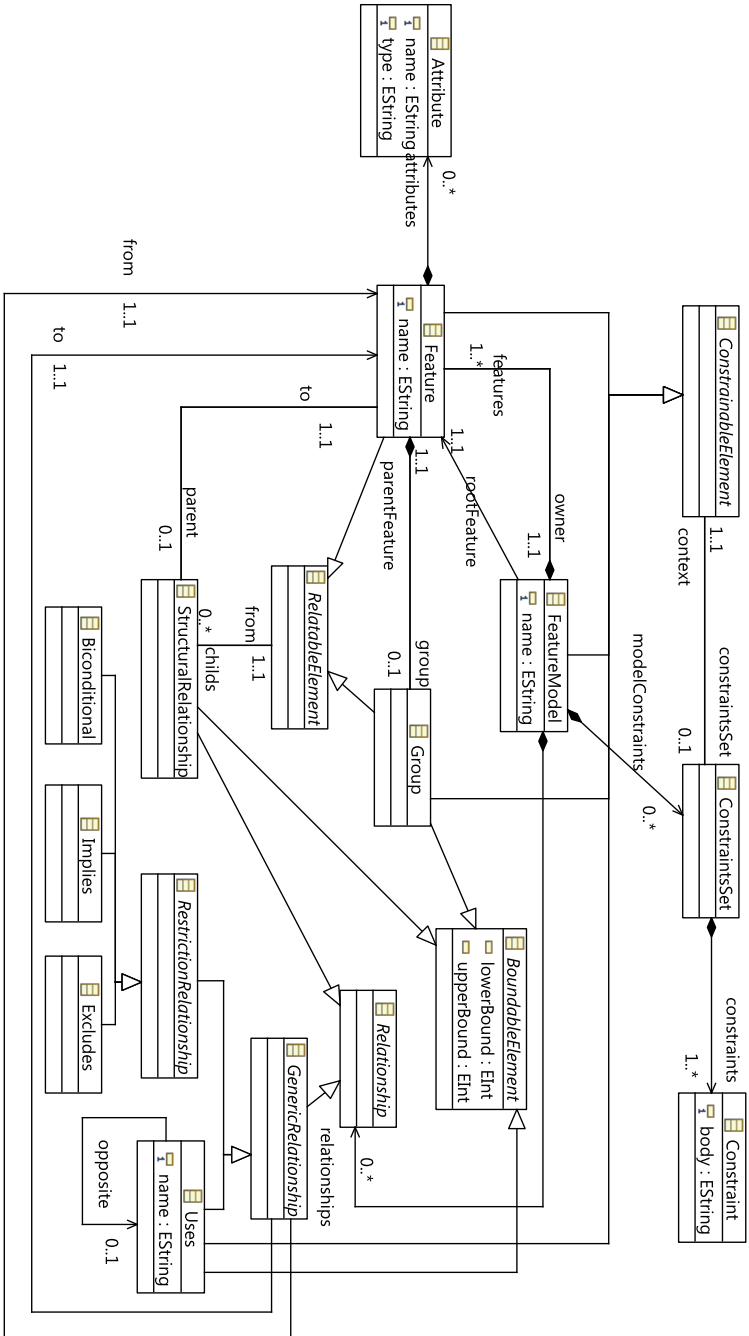 ConstrainableElement
1..1
context
constraintsSet
0..1
ConstraintsSet
constraints
1..*
Constraint
body : EString
Attribute
name : EString
type : EString
attributes
0..*
Feature
name : EString
features
1..*
owner
1..1
FeatureModel
name : EString
modelConstraints
0..*
rootFeature
1..1
1..1
parentFeature
group
0..1
Group
BoundableElement
lowerBound : EInt
upperBound : EInt
from
1..1
to
1..1
to
1..1
parent
0..1
RelatableElement
from
1..1
0..*
childs
StructuralRelationship
Relationship
relationships
0..*
GenericRelationship
RestrictionRelationship
Biconditional
Implies
Excludes
Uses
name : EString
opposite
0..1